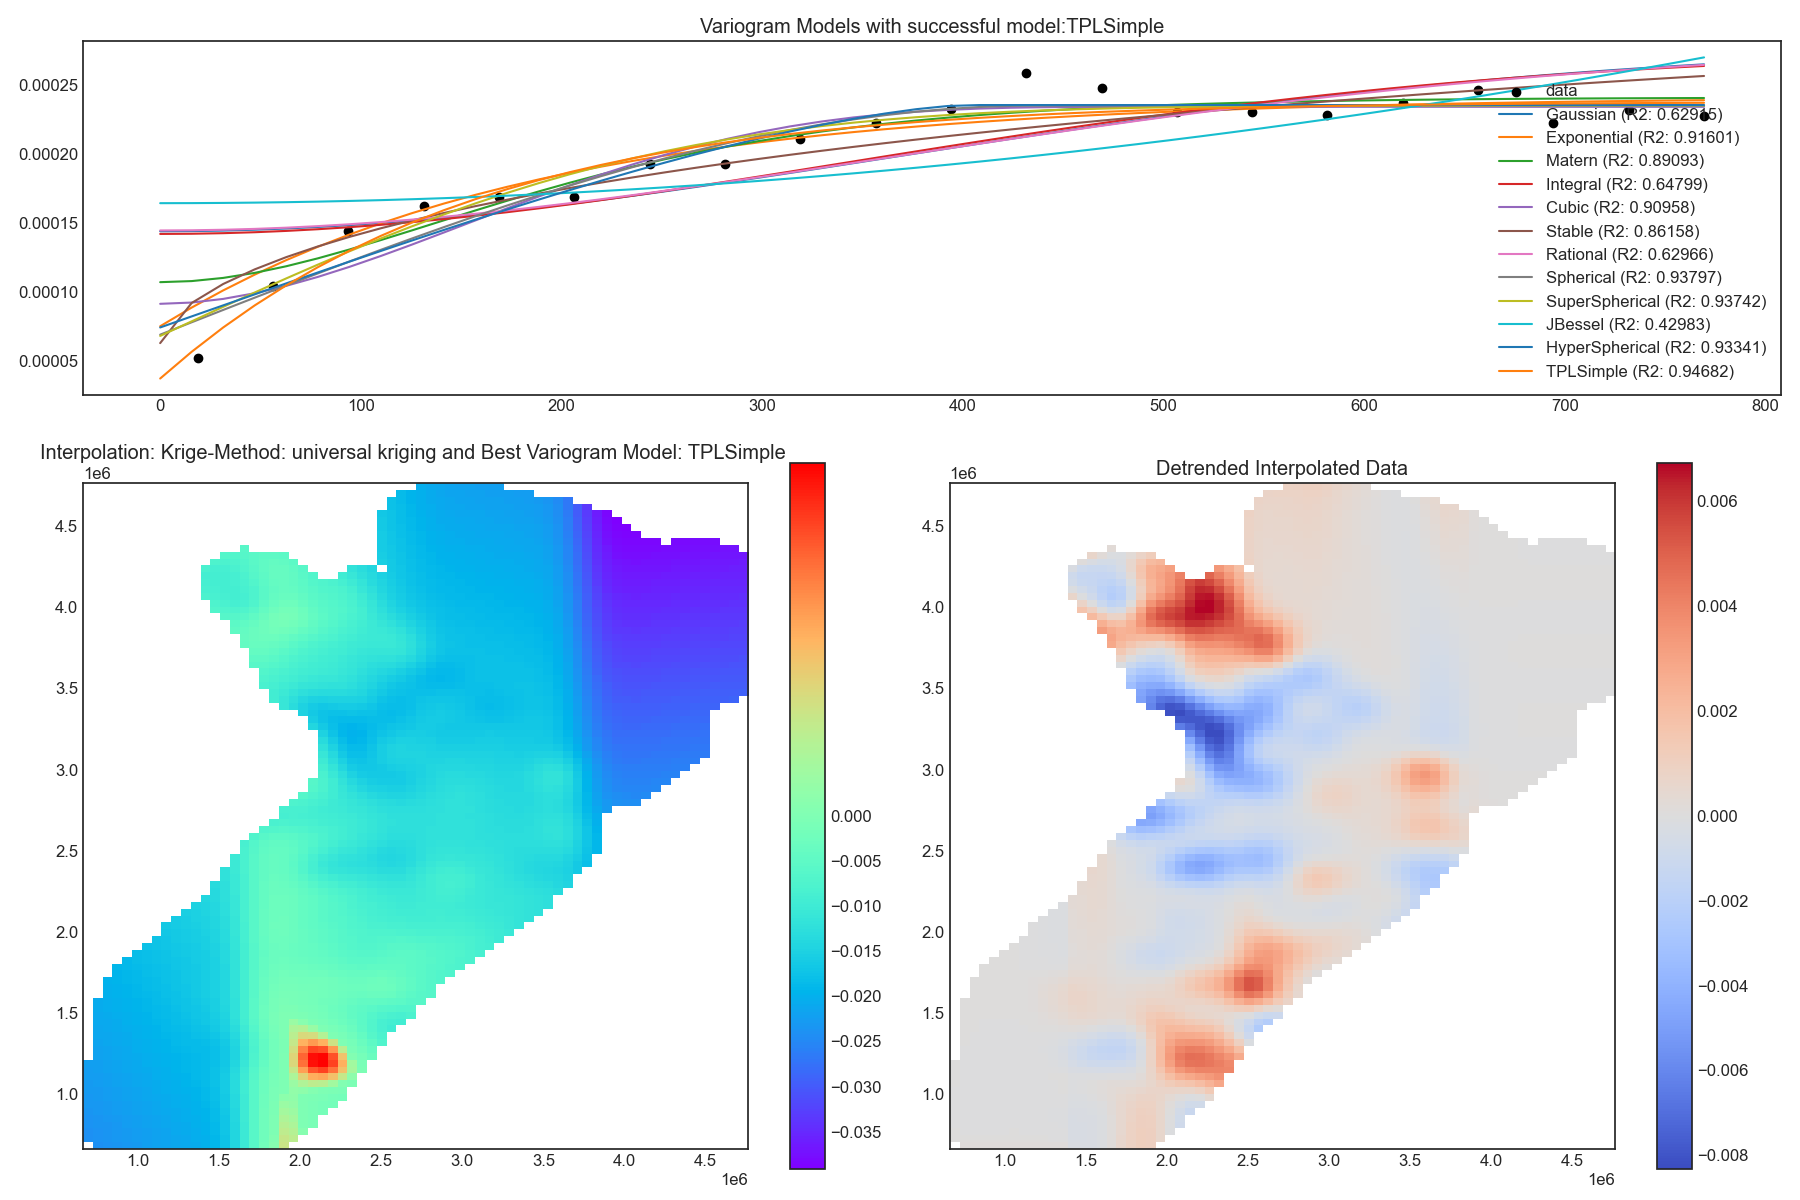 Variogram Models with successful model:TPLSimple
0.00025
0.00020
0.00015
0.00010
0.00005
data
Gaussian (R2: 0.62915)
Exponential (R2: 0.91601)
Matern (R2: 0.89093)
Integral (R2: 0.64799)
Cubic (R2: 0.90958)
Stable (R2: 0.86158)
Rational (R2: 0.62966)
Spherical (R2: 0.93797)
SuperSpherical (R2: 0.93742)
JBessel (R2: 0.42983)
HyperSpherical (R2: 0.93341)
TPLSimple (R2: 0.94682)
0 100 200 300 400 500 600 700 800
Interpolation: Krige-Method: universal kriging and Best Variogram Model: TPLSimple
1e6
4.5
4.0
3.5
3.0
2.5
2.0
1.5
1.0
1.0 1.5 2.0 2.5 3.0 3.5 4.0 4.5
1e6
0.000
−0.005
−0.010
−0.015
−0.020
−0.025
−0.030
−0.035
Detrended Interpolated Data
1e6
4.5
4.0
3.5
3.0
2.5
2.0
1.5
1.0
1.0 1.5 2.0 2.5 3.0 3.5 4.0 4.5
1e6
0.006
0.004
0.002
0.000
−0.002
−0.004
−0.006
−0.008